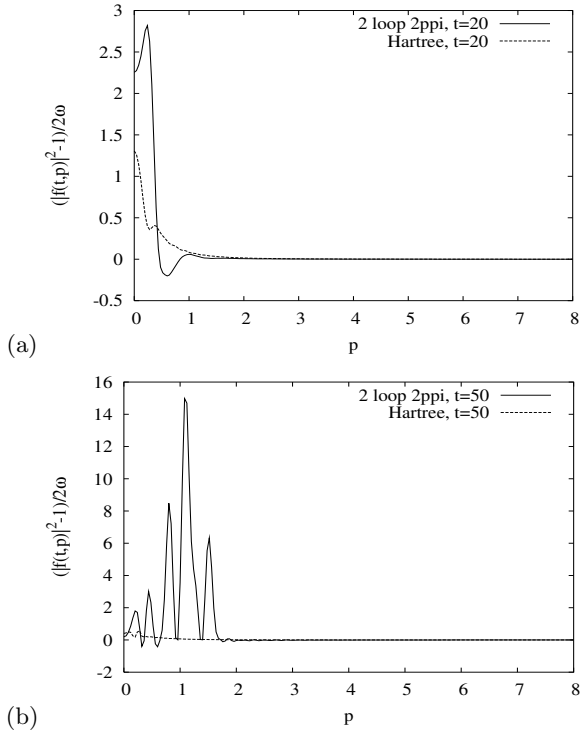 3
2.5
2
1.5
1
0.5
0
-0.5
(|f(t,p)|²-1)/2ω
2 loop 2ppi, t=20
Hartree, t=20
0 1 2 3 4 5 6 7 8
p
(a)
16
14
12
10
8
6
4
2
0
-2
(|f(t,p)|²-1)/2ω
2 loop 2ppi, t=50
Hartree, t=50
0 1 2 3 4 5 6 7 8
p
(b)